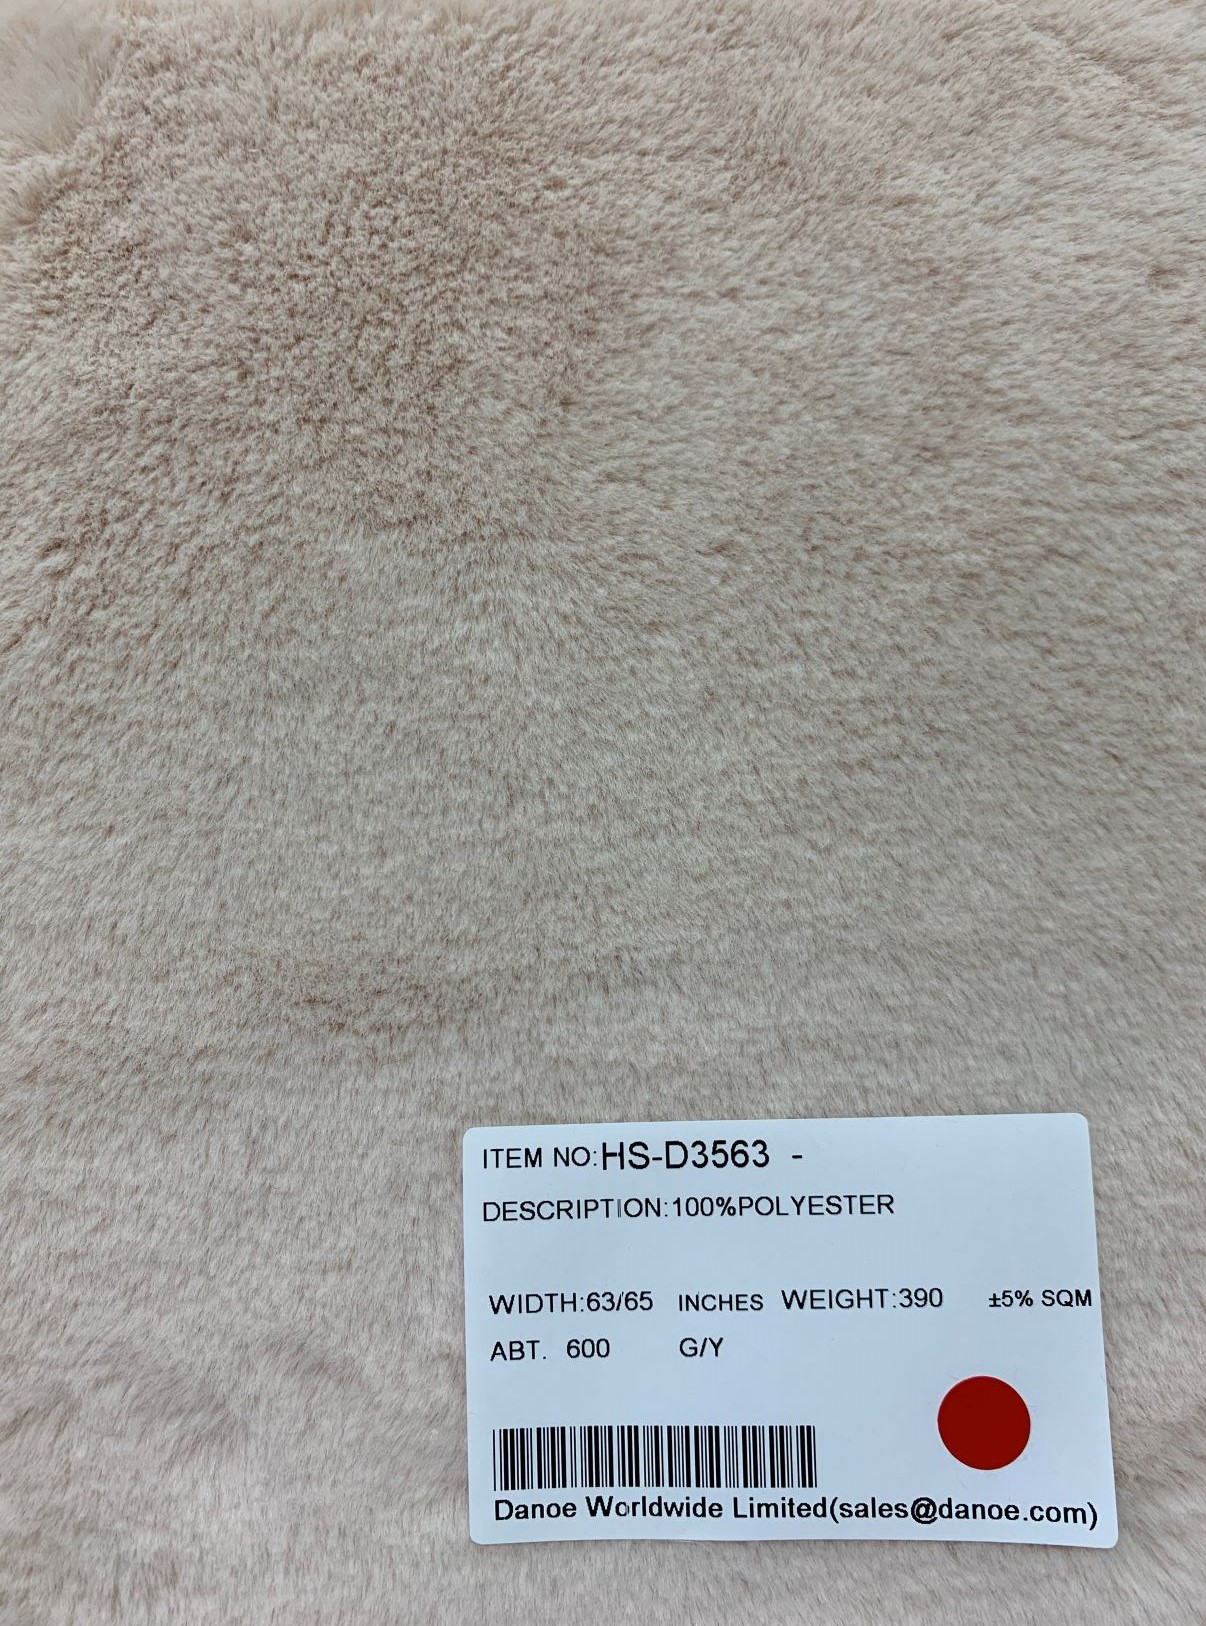 ITEM NO:HS-D3563 -
DESCRIPTION:100%POLYESTER
WIDTH:63/65 INCHES WEIGHT:390 ±5% SQM
ABT. 600 G/Y
Danoe Worldwide Limited(sales@danoe.com)